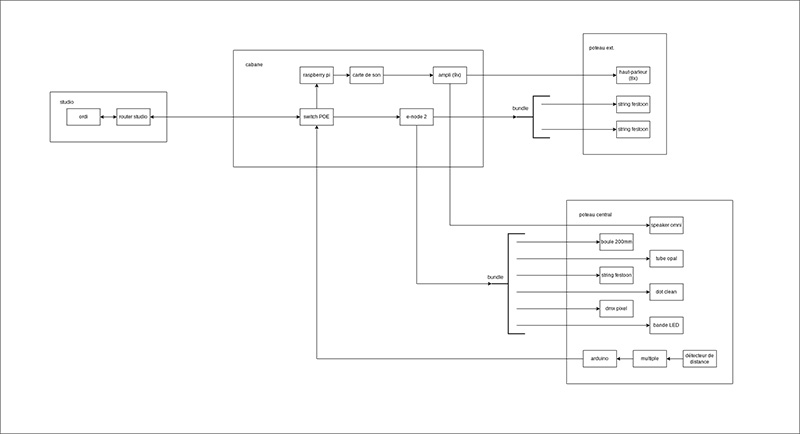 poteau ext.
cabane
raspberry pi
carte de son
ampli (9x)
haut-parleur
(8x)
studio
bundle
string festoon
ordi
router studio
switch POE
e-node 2
string festoon
poteau central
speaker omni
boule 200mm
tube opal
bundle
string festoon
dot clean
dmx pixel
bande LED
arduino
multiple
détecteur de
distance